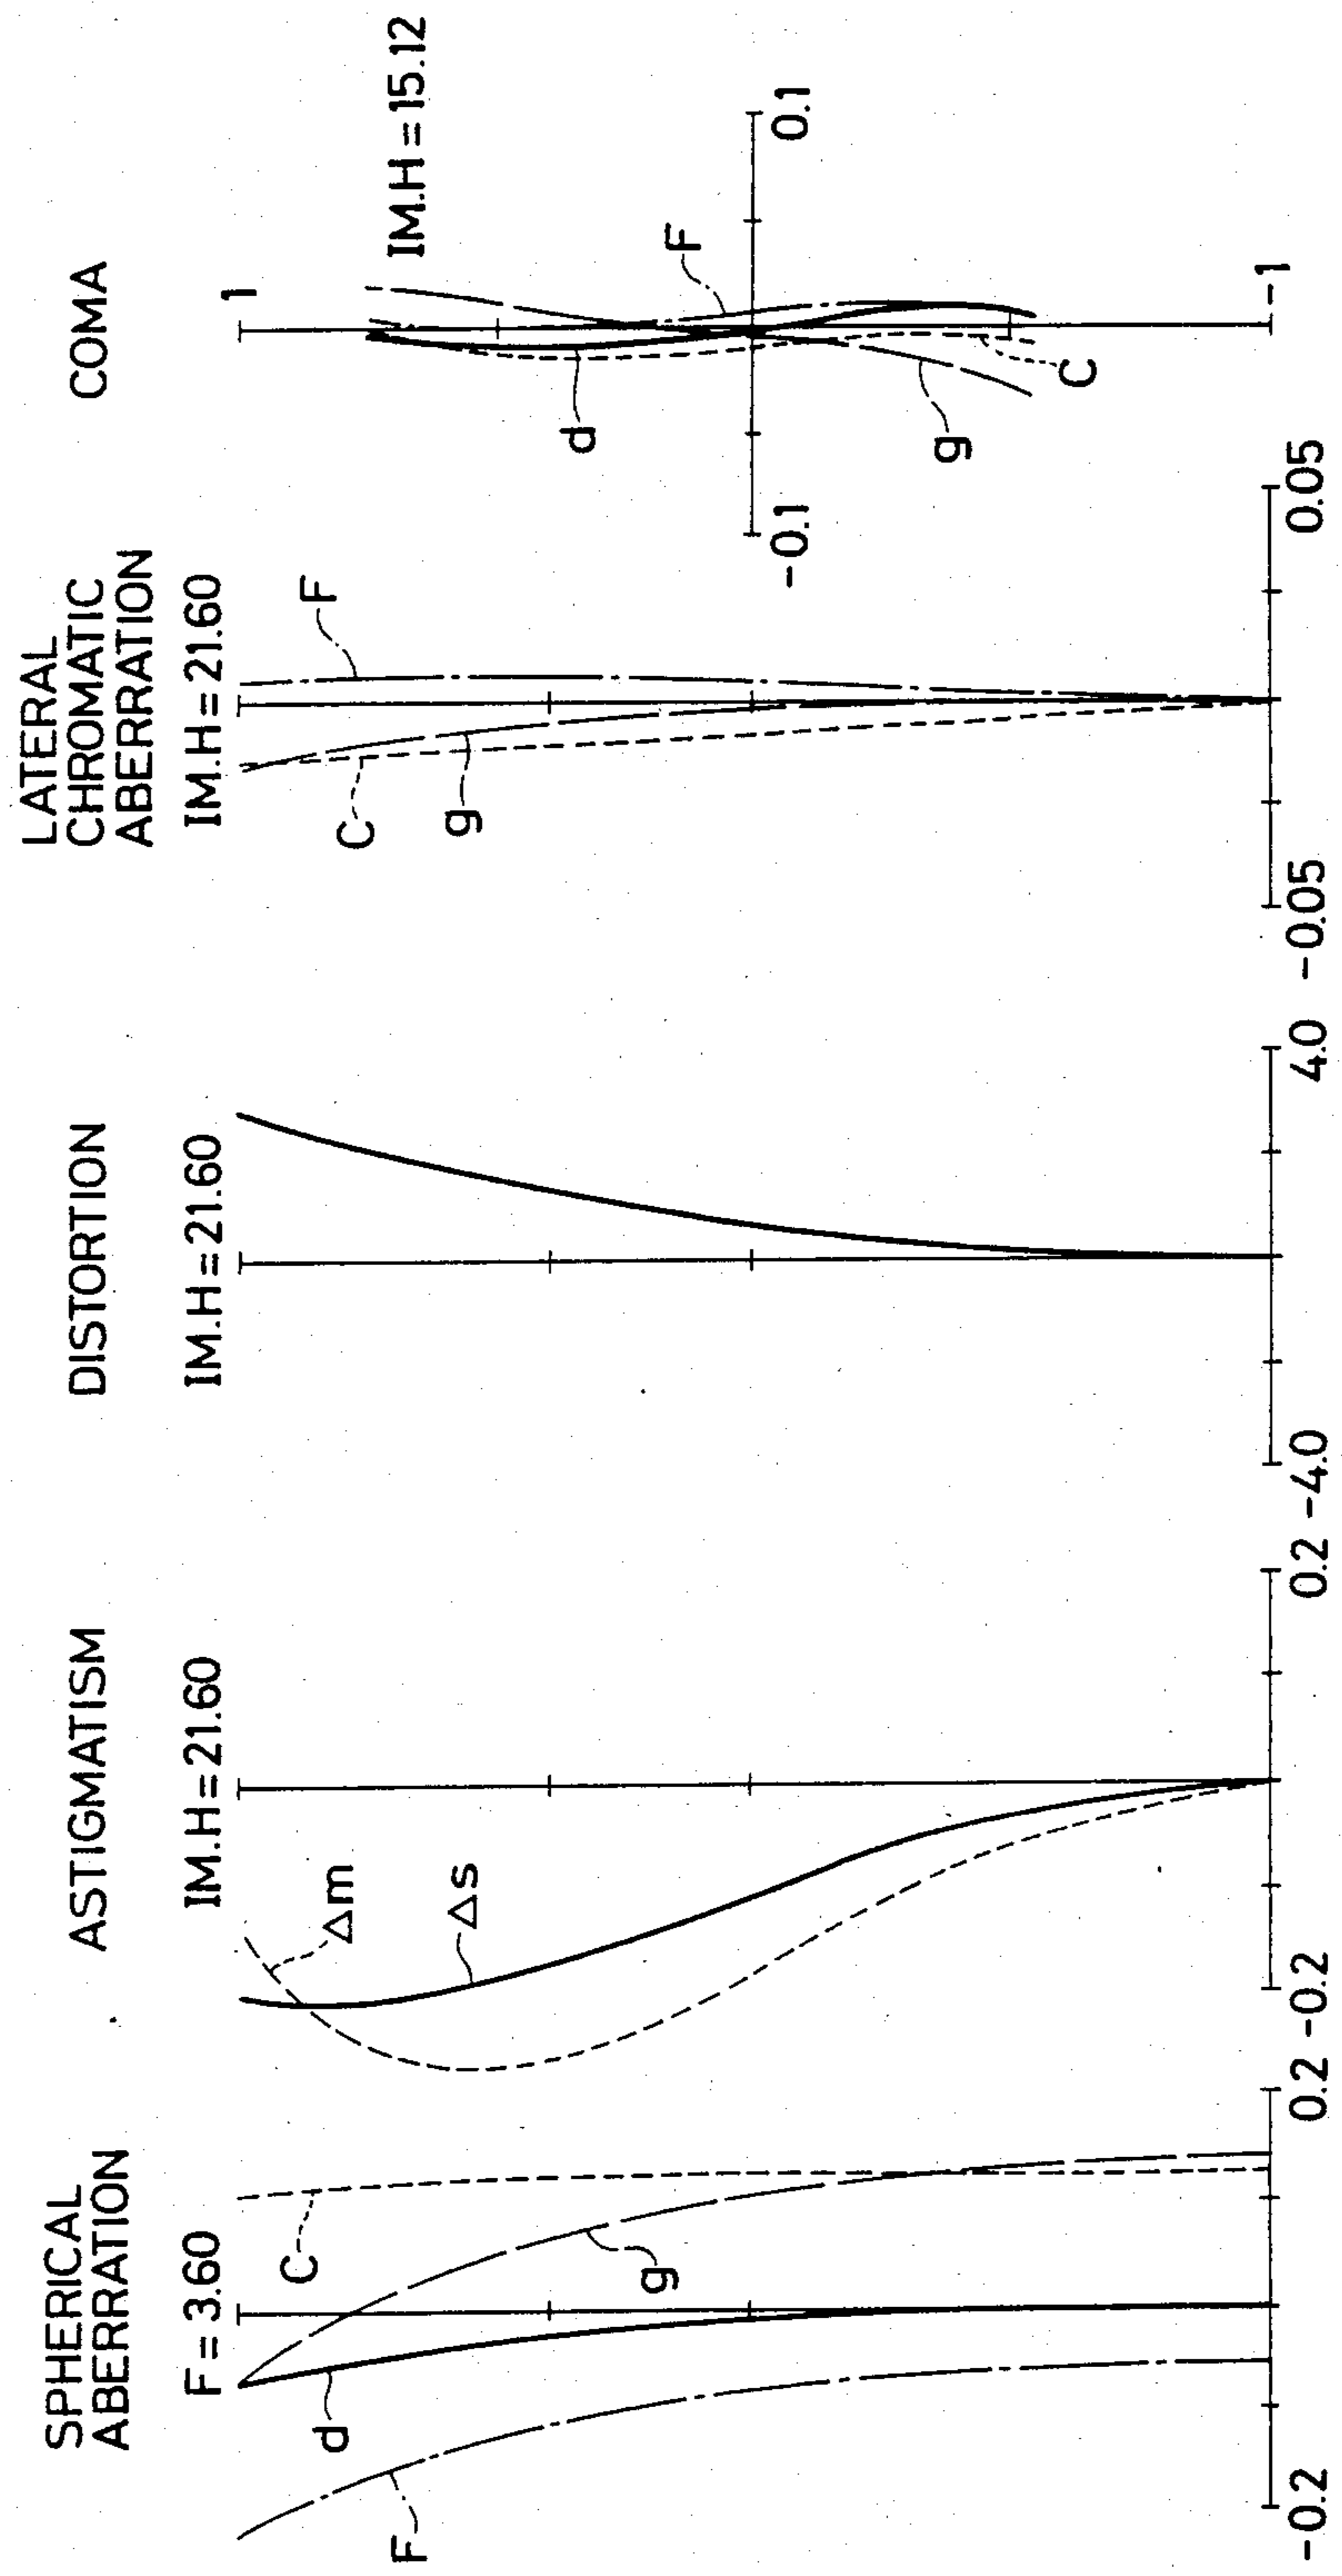 SPHERICAL
ABERRATION
F = 3.60
F
d
g
C
-0.2
0.2
ASTIGMATISM
IM.H = 21.60
Δm
Δs
-0.2
0.2
DISTORTION
IM.H = 21.60
-4.0
4.0
LATERAL
CHROMATIC
ABERRATION
IM.H = 21.60
C
g
F
-0.05
0.05
COMA
1
IM.H = 15.12
F
d
g
C
-0.1
0.1
-1